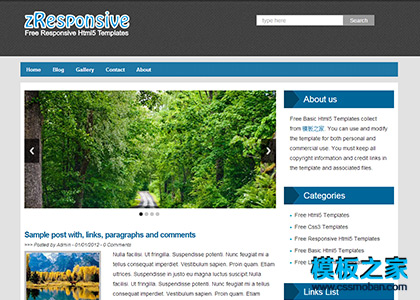 zResponsive
Free Responsive Html5 Templates
type here
Search
Home Blog Gallery Contact About
Sample post with, links, paragraphs and comments
>>> Posted by Admin - 01/01/2012 - 0 Comments
Nulla facilisi. Ut fringilla. Suspendisse potenti. Nunc feugiat mi a
tellus consequat imperdiet. Vestibulum sapien. Proin quam. Etiam
ultrices. Suspendisse in justo eu magna luctus suscipit.
facilisi. Ut fringilla. Suspendisse potenti. Nunc feugiat mi a tellus
consequat imperdiet. Vestibulum sapien. Proin quam. Etiam ultrices.
About us
Free Basic Html5 Templates collect
from 模板之家. You can use and modify
the template for both personal and
commercial use. You must keep all
copyright information and credit links in
the template and associated files.
Categories
Free Html5 Templates
Free Css3 Templates
Free Responsive Html5 Templates
Free Basic Html5 Templates
Free
Links List
模板之家
www.cssmoban.com